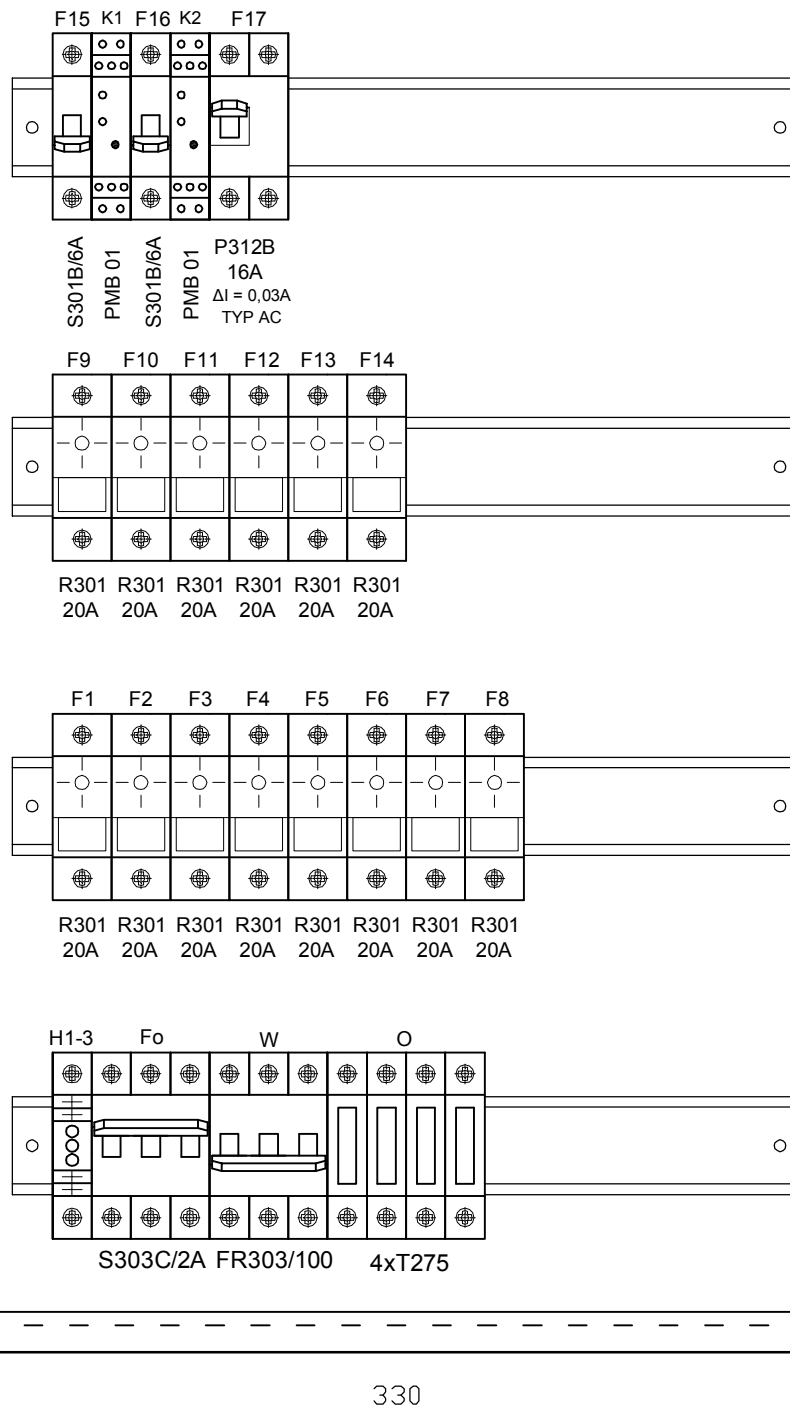 F15 K1 F16 K2 F17
S301B/6A
PMB 01
S301B/6A
PMB 01
P312B
16A
ΔI = 0,03A
TYP AC
F9 F10 F11 F12 F13 F14
R301 R301 R301 R301 R301 R301
20A 20A 20A 20A 20A 20A
F1 F2 F3 F4 F5 F6 F7 F8
R301 R301 R301 R301 R301 R301 R301 R301
20A 20A 20A 20A 20A 20A 20A 20A
H1-3 Fo W O
S303C/2A FR303/100 4xT275
330